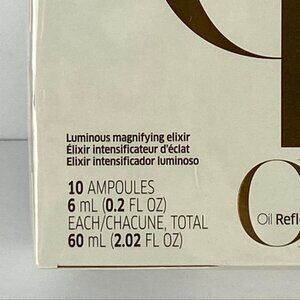 Luminous magnifying elixir
Élixir intensificateur d'éclat
Elixir intensificador luminoso
10 AMPOULES
6 mL (0.2 FL OZ)
EACH/CHACUNE, TOTAL
60 mL (2.02 FL OZ)
Oil